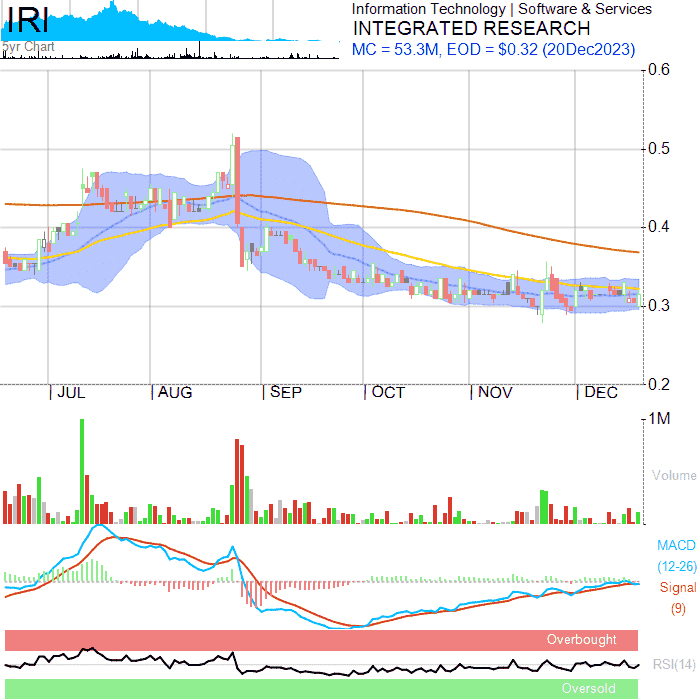 IRI
5yr Chart
Information Technology | Software & Services
INTEGRATED RESEARCH
MC = 53.3M, EOD = $0.32 (20Dec2023)
0.6
0.5
0.4
0.3
0.2
JUL AUG SEP OCT NOV DEC
1M
Volume
MACD
(12-26)
Signal
(9)
Overbought
RSI(14)
Oversold